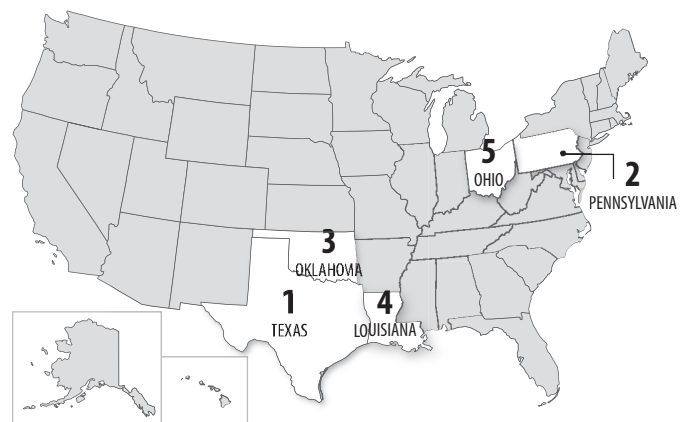 5
OHIO
2
PENNSYLVANIA
3
OKLAHOMA
1
TEXAS
4
LOUISIANA